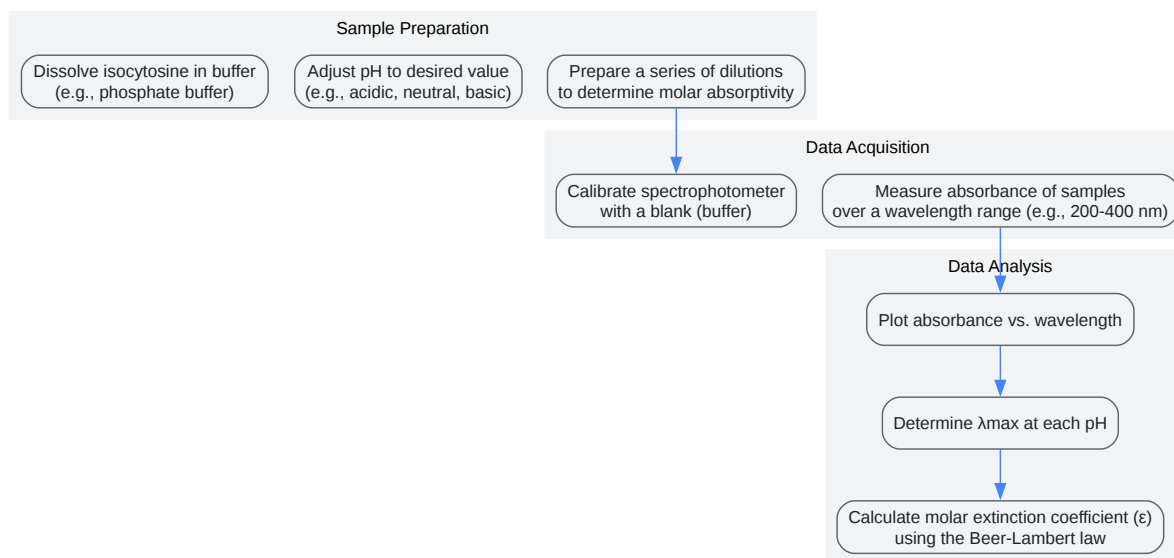 Sample Preparation
Dissolve isocytosine in buffer
(e.g., phosphate buffer)
Adjust pH to desired value
(e.g., acidic, neutral, basic)
Prepare a series of dilutions
to determine molar absorptivity
Data Acquisition
Calibrate spectrophotometer
with a blank (buffer)
Measure absorbance of samples
over a wavelength range (e.g., 200-400 nm)
Data Analysis
Plot absorbance vs. wavelength
Determine λmax at each pH
Calculate molar extinction coefficient (ε)
using the Beer-Lambert law